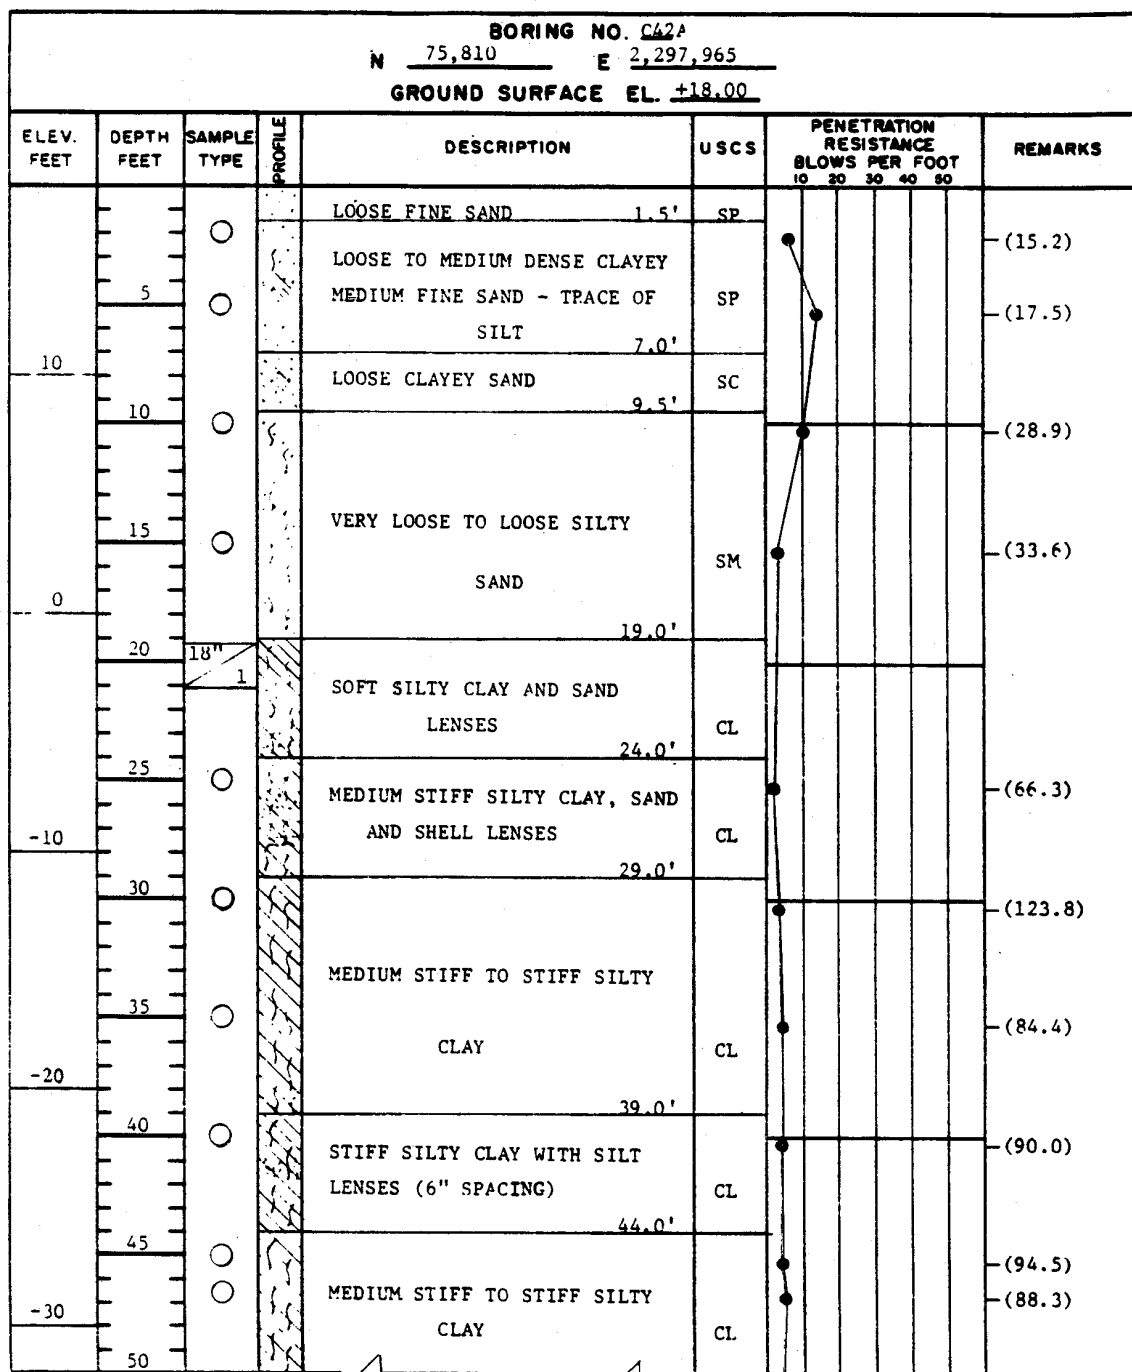 BORING NO. C42A
N 75,810 E 2,297,965
GROUND SURFACE EL. +18.00
ELEV. FEET DEPTH FEET SAMPLE TYPE PROFILE DESCRIPTION USCS PENETRATION RESISTANCE BLOWS PER FOOT REMARKS
10 20 30 40 50
LOOSE FINE SAND 1.5' SP
(15.2)
LOOSE TO MEDIUM DENSE CLAYEY
5 MEDIUM FINE SAND - TRACE OF SP
(17.5)
SILT
7.0'
10
LOOSE CLAYEY SAND SC
9.5'
10
(28.9)
15 VERY LOOSE TO LOOSE SILTY
(33.6)
SM
SAND
0
19.0'
20 18"
1
SOFT SILTY CLAY AND SAND
LENSES CL
24.0'
25
(66.3)
MEDIUM STIFF SILTY CLAY, SAND
-10 AND SHELL LENSES CL
29.0'
30
(123.8)
MEDIUM STIFF TO STIFF SILTY
35
(84.4)
CLAY CL
-20
39.0'
40
(90.0)
STIFF SILTY CLAY WITH SILT
LENSES (6" SPACING) CL
44.0'
45
(94.5)
MEDIUM STIFF TO STIFF SILTY
(88.3)
-30
CLAY CL
50